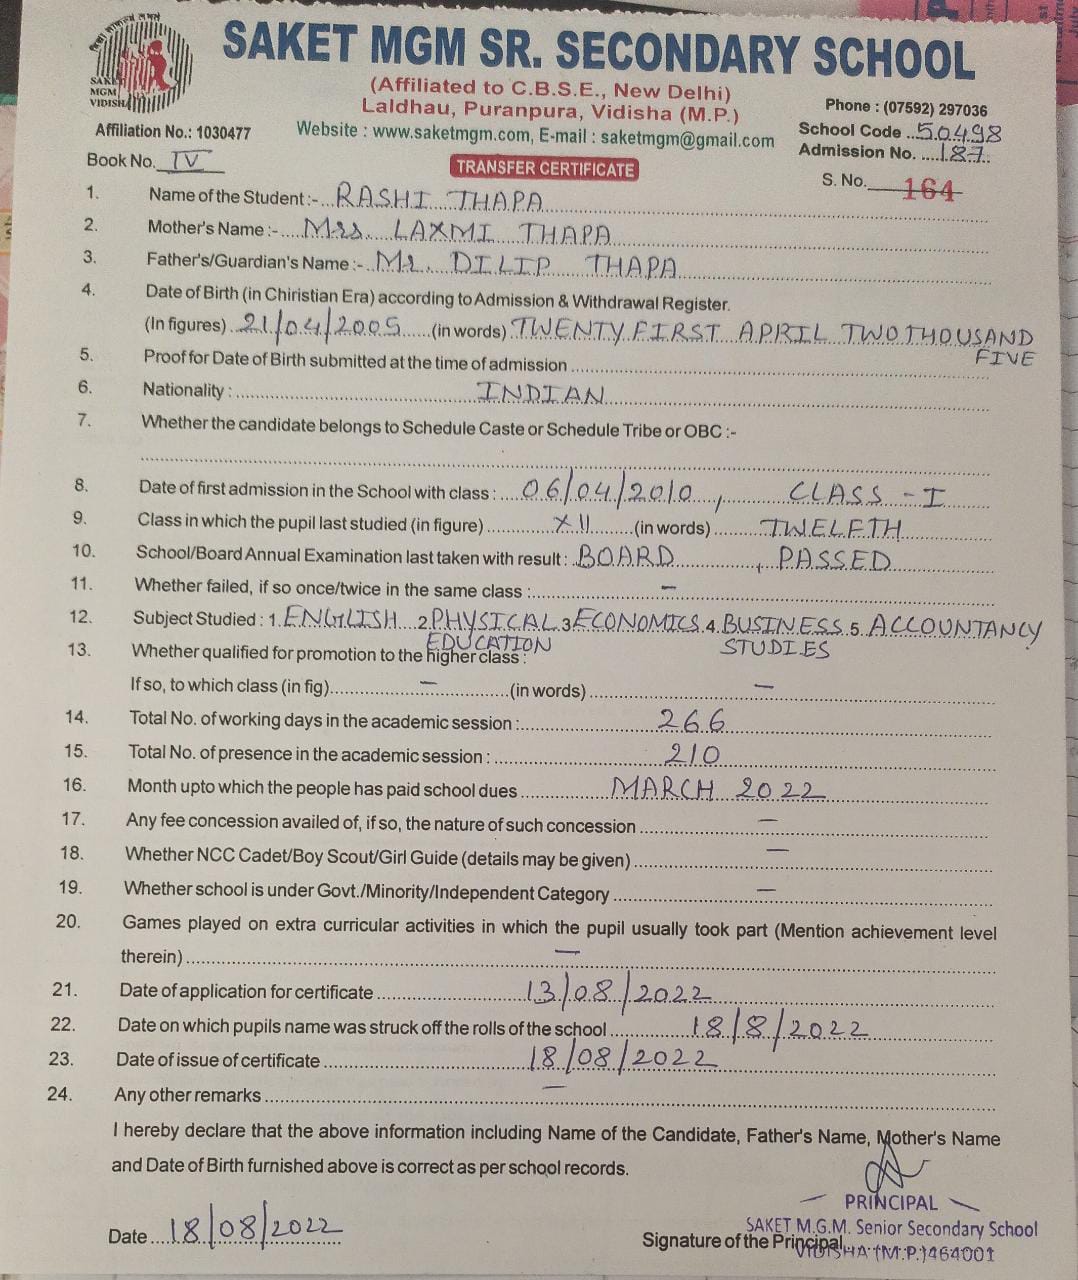 SAKET MGM SR. SECONDARY SCHOOL
SAKET
MGM
VIDISHA
(Affiliated to C.B.S.E., New Delhi)
Laldhau, Puranpura, Vidisha (M.P.)
Phone : (07592) 297036
Affiliation No.: 1030477
Website : www.saketmgm.com, E-mail : saketmgm@gmail.com
School Code ...50498
Admission No. ....187.
Book No. IV
TRANSFER CERTIFICATE
S. No. 164
1. Name of the Student :-...RASHI THAPA
2. Mother's Name :-.....Mrs. LAXMI THAPA
3. Father's/Guardian's Name :-..Mr. DILIP THAPA
4. Date of Birth (in Chiristian Era) according to Admission & Withdrawal Register.
(In figures)..21/04/2005......(in words) TWENTY FIRST APRIL TWO THOUSAND
FIVE
5. Proof for Date of Birth submitted at the time of admission
6. Nationality : INDIAN
7. Whether the candidate belongs to Schedule Caste or Schedule Tribe or OBC :-
8. Date of first admission in the School with class :....06/04/2010, CLASS - I
9. Class in which the pupil last studied (in figure) XII (in words) TWELFTH
10. School/Board Annual Examination last taken with result : BOARD, PASSED
11. Whether failed, if so once/twice in the same class : -
12. Subject Studied : 1. ENGLISH 2. PHYSICAL 3 ECONOMICS 4. BUSINESS 5. ACCOUNTANCY
EDUCATION STUDIES
13. Whether qualified for promotion to the higher class :
If so, to which class (in fig) - (in words) -
14. Total No. of working days in the academic session : 266
15. Total No. of presence in the academic session : 210
16. Month upto which the people has paid school dues MARCH 2022
17. Any fee concession availed of, if so, the nature of such concession -
18. Whether NCC Cadet/Boy Scout/Girl Guide (details may be given) -
19. Whether school is under Govt./Minority/Independent Category -
20. Games played on extra curricular activities in which the pupil usually took part (Mention achievement level
therein) -
21. Date of application for certificate 13/08/2022
22. Date on which pupils name was struck off the rolls of the school 18/8/2022
23. Date of issue of certificate 18/08/2022
24. Any other remarks -
I hereby declare that the above information including Name of the Candidate, Father's Name, Mother's Name
and Date of Birth furnished above is correct as per school records.
PRINCIPAL
SAKET M.G.M. Senior Secondary School
Date....18/08/2022
Signature of the Principal
VIDISHA (M.P.) 464001